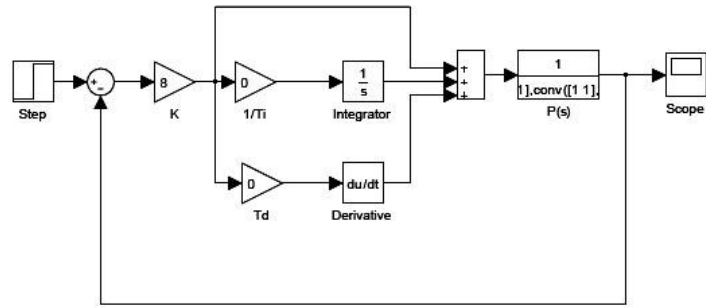 Step
+
−
8
K
0
1/Ti
1
s
Integrator
0
Td
du/dt
Derivative
+
+
+
1
1],conv([1 1],
P(s)
Scope